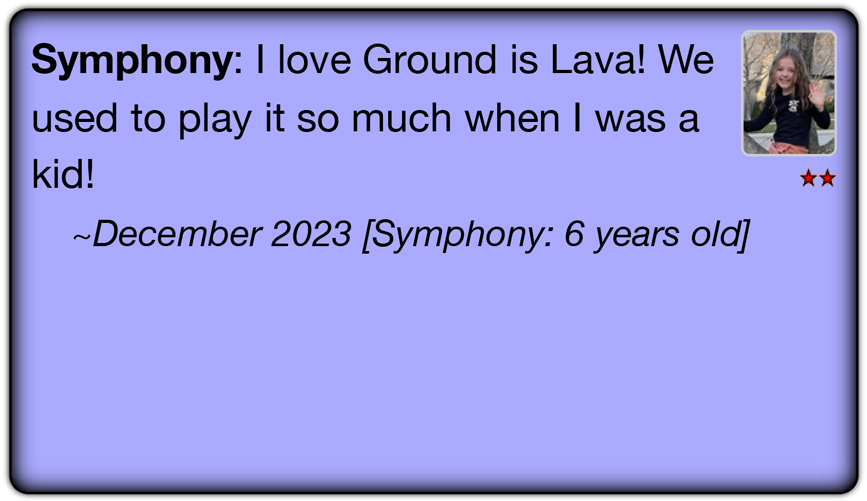 Symphony: I love Ground is Lava! We
used to play it so much when I was a
kid!
~December 2023 [Symphony: 6 years old]